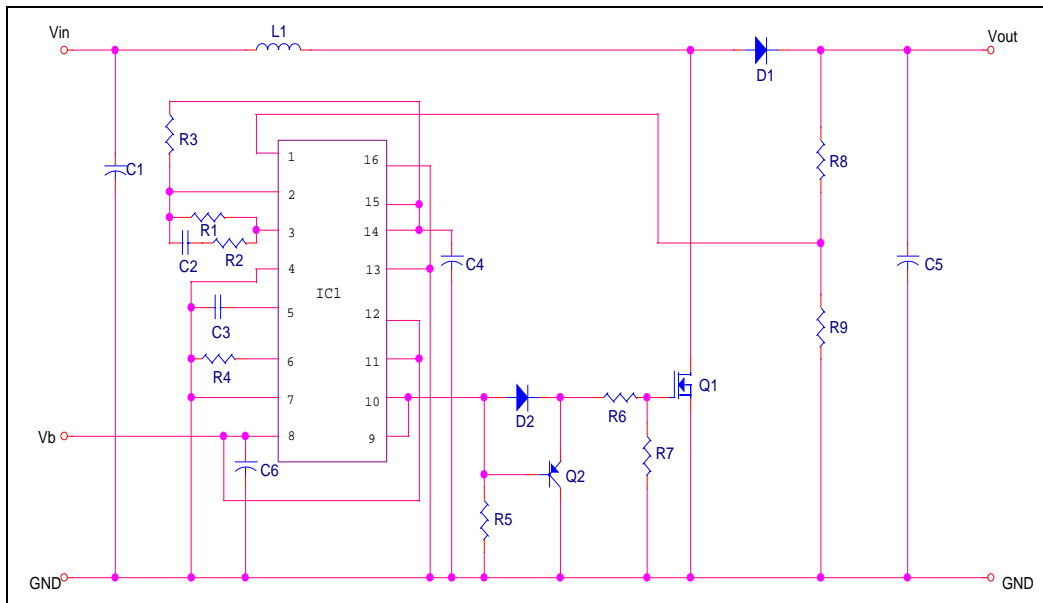 Vin
L1
D1
Vout
R3
C1
R1
C2
R2
C3
R4
1
2
3
4
5
6
7
8
IC1
16
15
14
13
12
11
10
9
C4
R8
C5
R9
Vb
C6
D2
R6
Q1
R7
Q2
R5
GND
GND